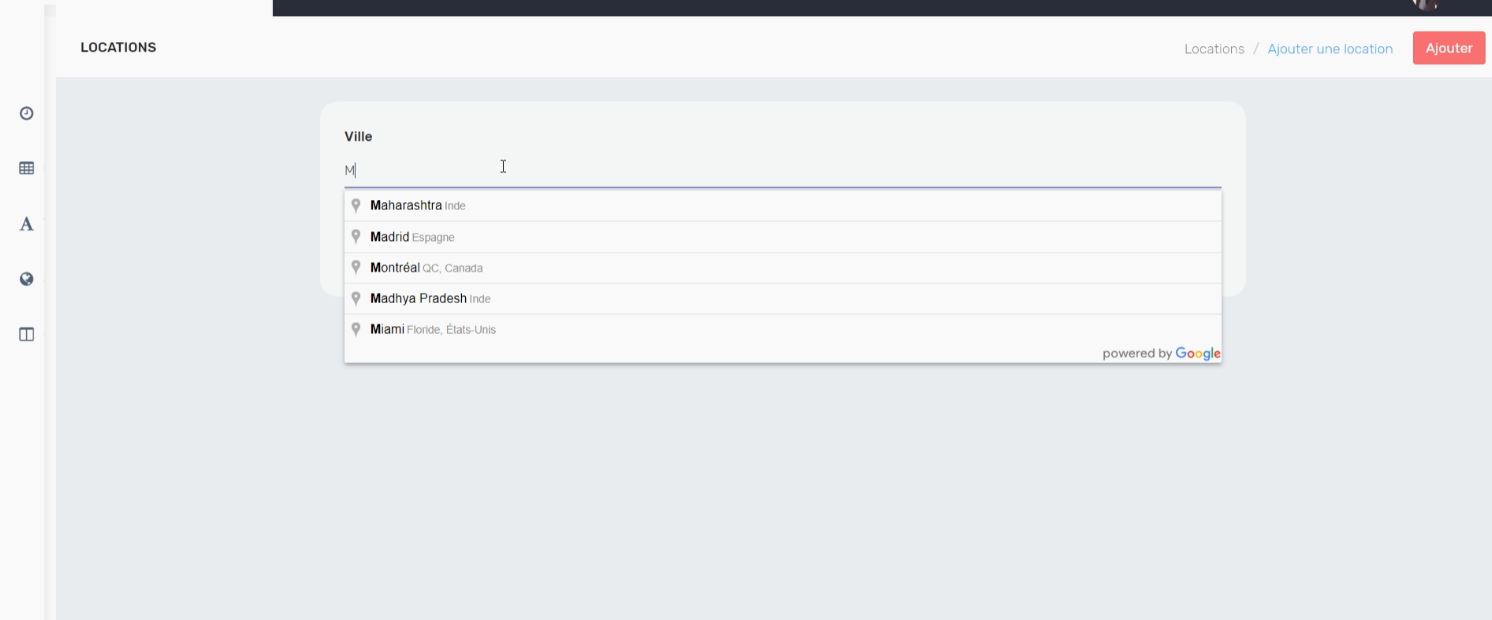 LOCATIONS
Locations / Ajouter une location
Ajouter
Ville
M
Maharashtra Inde
Madrid Espagne
Montréal QC, Canada
Madhya Pradesh Inde
Miami Floride, États-Unis
powered by Google